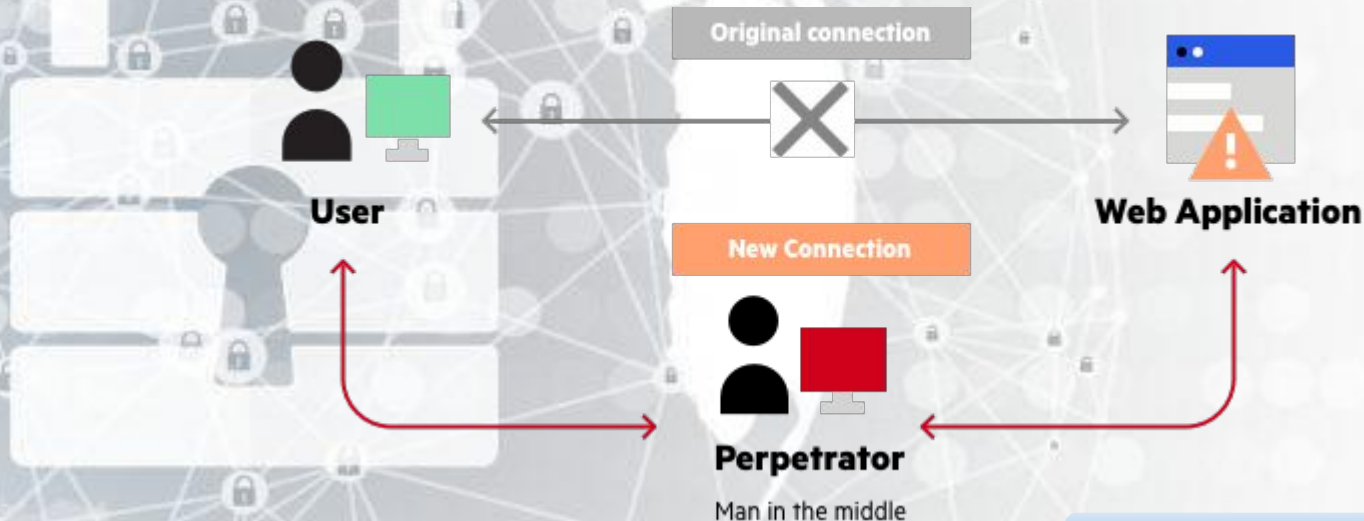 Original connection
User
Web Application
New Connection
Perpetrator
Man in the middle